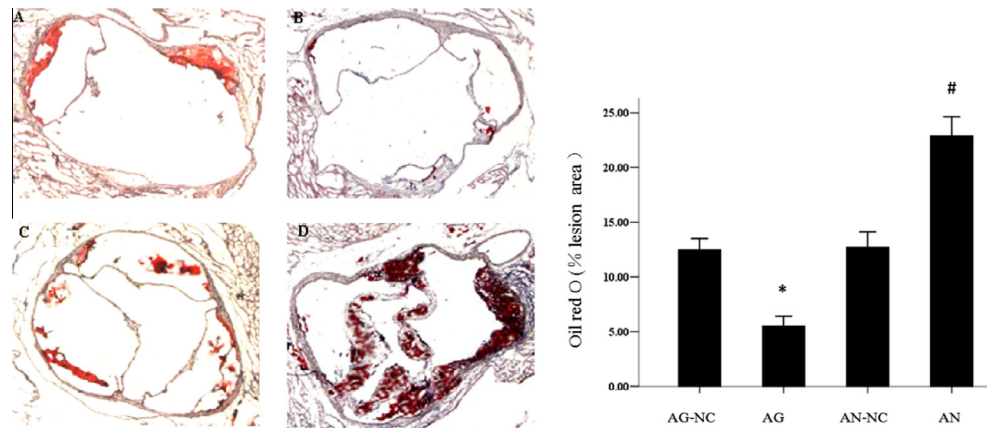 A
B
C
D
Oil red O (% lesion area)
25.00
20.00
15.00
10.00
5.00
0.00
*
#
AG-NC
AG
AN-NC
AN